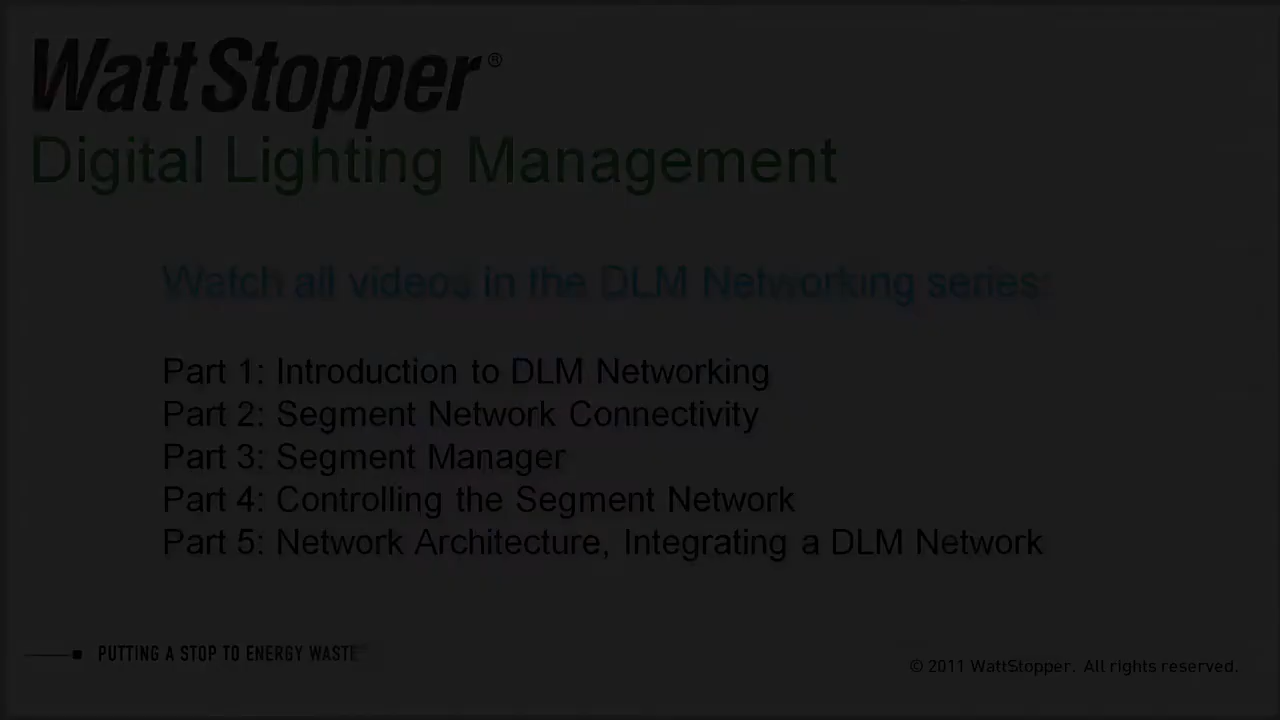 WattStopper®
Digital Lighting Management
Watch all videos in the DLM Networking series:
Part 1: Introduction to DLM Networking
Part 2: Segment Network Connectivity
Part 3: Segment Manager
Part 4: Controlling the Segment Network
Part 5: Network Architecture, Integrating a DLM Network
PUTTING A STOP TO ENERGY WASTE
© 2011 WattStopper. All rights reserved.